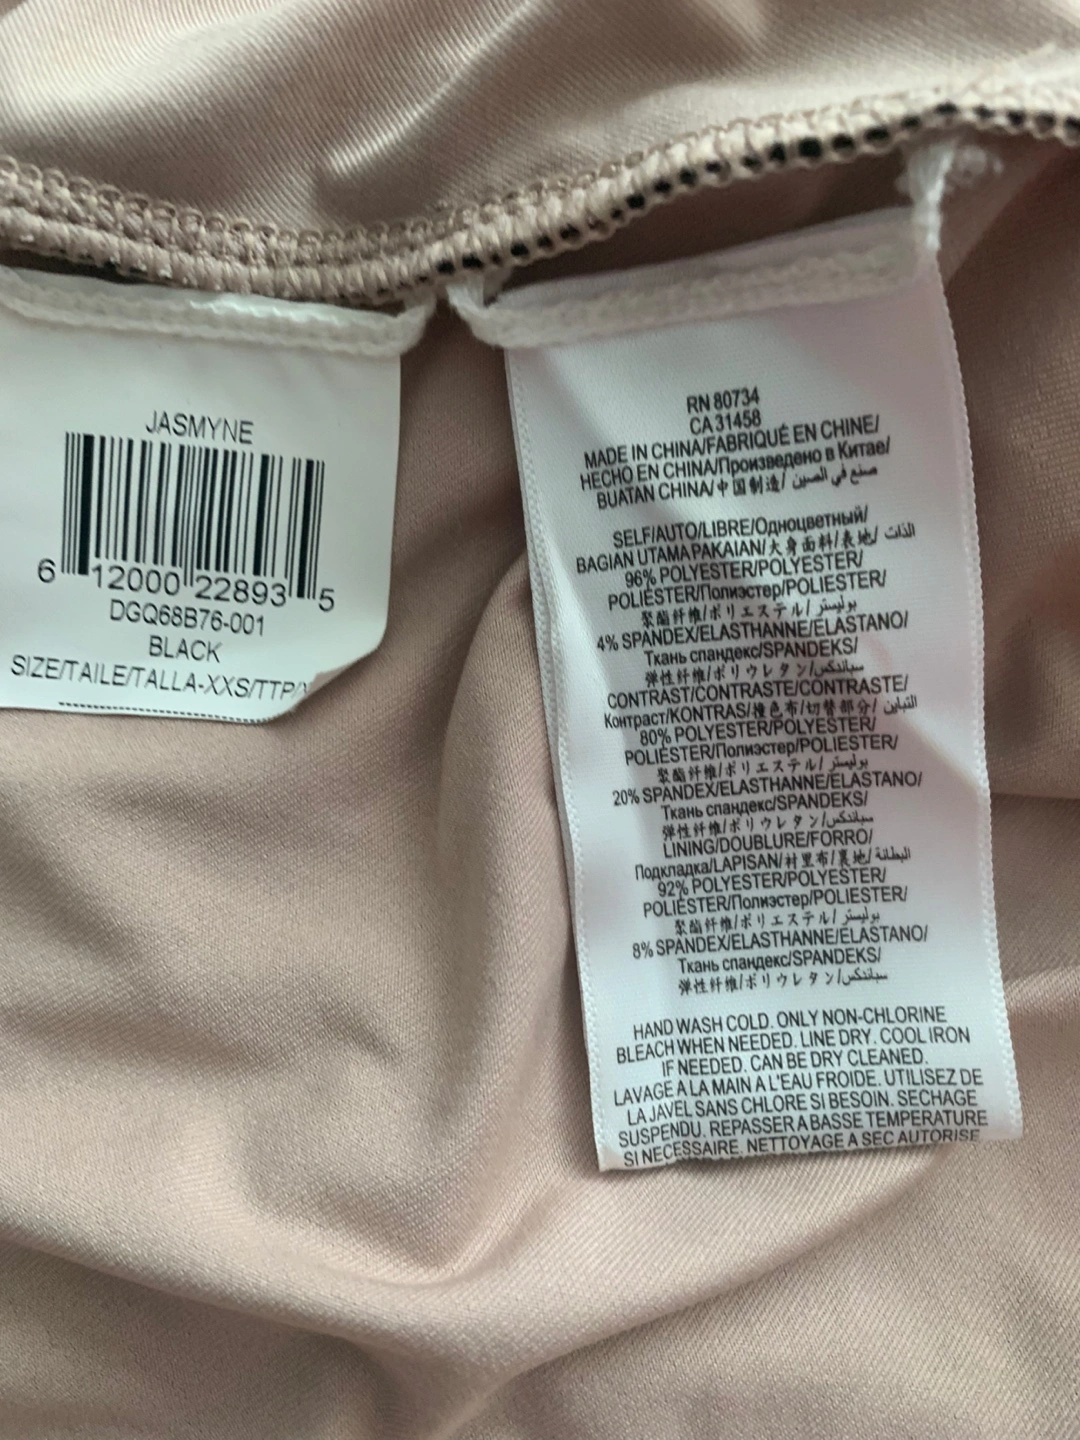 JASMYNE
6 12000 22893 5
DGQ68B76-001
BLACK
SIZE/TAILE/TALLA-XXS/TTP/
RN 80734
CA 31458
MADE IN CHINA/FABRIQUÉ EN CHINE/
HECHO EN CHINA/Произведено в Китае/
BUATAN CHINA/中国制造/ صنع في الصين
SELF/AUTO/LIBRE/Одноцветный/
BAGIAN UTAMA PAKAIAN/大身面料/表地/ الذات
96% POLYESTER/POLYESTER/
POLIÉSTER/Полиэстер/POLIESTER/
聚酯纤维/ポリエステル/ بوليستر
4% SPANDEX/ELASTHANNE/ELASTANO/
Ткань спандекс/SPANDEKS/
弹性纤维/ポリウレタン/سباندكس
CONTRAST/CONTRASTE/CONTRASTE/
Контраст/KONTRAS/撞色布/切替部分/ التباين
80% POLYESTER/POLYESTER/
POLIÉSTER/Полиэстер/POLIESTER/
聚酯纤维/ポリエステル/ بوليستر
20% SPANDEX/ELASTHANNE/ELASTANO/
Ткань спандекс/SPANDEKS/
弹性纤维/ポリウレタン/سباندكس
LINING/DOUBLURE/FORRO/
Подкладка/LAPISAN/村里布/裏地/ البطانة
92% POLYESTER/POLYESTER/
POLIÉSTER/Полиэстер/POLIESTER/
聚酯纤维/ポリエステル/ بوليستر
8% SPANDEX/ELASTHANNE/ELASTANO/
Ткань спандекс/SPANDEKS/
弹性纤维/ポリウレタン/سباندكس
HAND WASH COLD. ONLY NON-CHLORINE
BLEACH WHEN NEEDED. LINE DRY. COOL IRON
IF NEEDED. CAN BE DRY CLEANED.
LAVAGE A LA MAIN A L'EAU FROIDE. UTILISEZ DE
LA JAVEL SANS CHLORE SI BESOIN. SECHAGE
SUSPENDU. REPASSER A BASSE TEMPERATURE
SI NECESSAIRE. NETTOYAGE A SEC AUTORISE